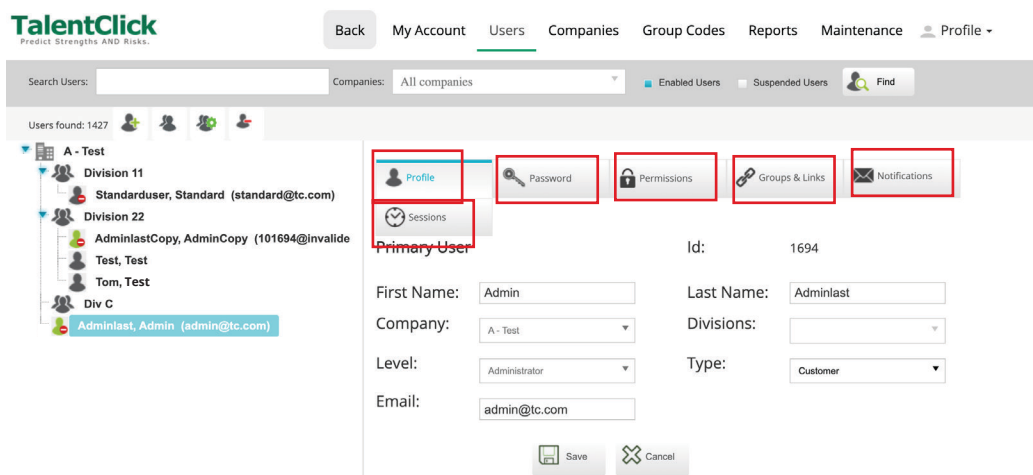 TalentClick
Predict Strengths AND Risks.
Back My Account Users Companies Group Codes Reports Maintenance Profile
Search Users: Companies: All companies Enabled Users Suspended Users Find
Users found: 1427
A - Test
Division 11
Standarduser, Standard (standard@tc.com)
Division 22
AdminlastCopy, AdminCopy (101694@invalide
Test, Test
Tom, Test
Div C
Adminlast, Admin (admin@tc.com)
Profile Password Permissions Groups & Links Notifications
Sessions
Primary User Id: 1694
First Name: Admin Last Name: Adminlast
Company: A - Test Divisions:
Level: Administrator Type: Customer
Email: admin@tc.com
Save Cancel